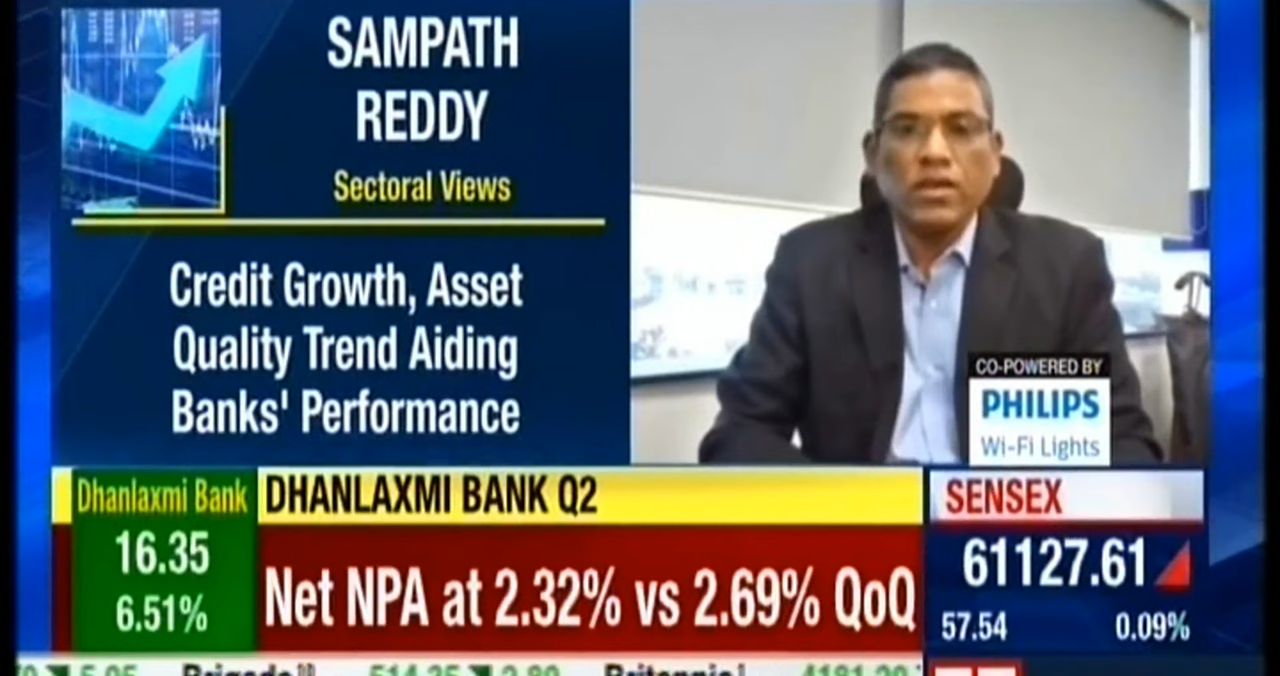 SAMPATH
REDDY
Sectoral Views
Credit Growth, Asset
Quality Trend Aiding
Banks' Performance
CO-POWERED BY
PHILIPS
Wi-Fi Lights
Dhanlaxmi Bank
16.35
6.51%
DHANLAXMI BANK Q2
Net NPA at 2.32% vs 2.69% QoQ
SENSEX
61127.61
57.54 0.09%